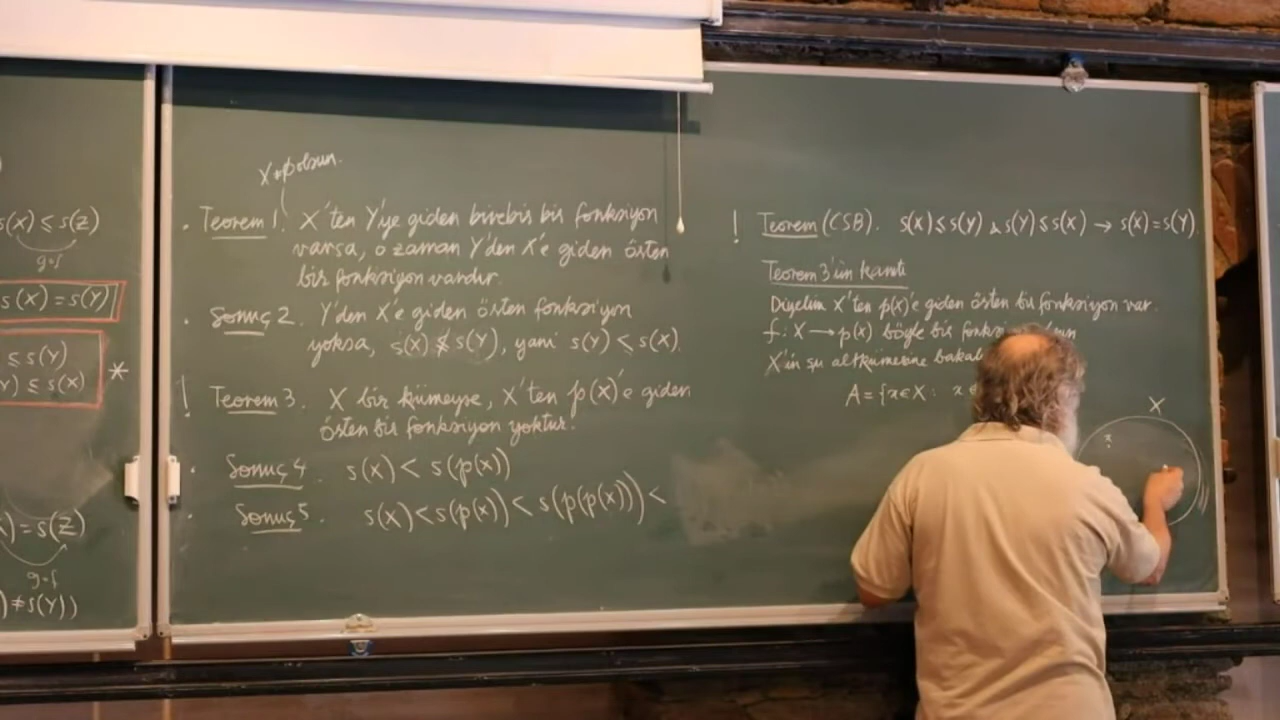 s(X) ≤ s(Z)
g∘f
s(X) = s(Y)
≤ s(Y)
Y) ≤ s(X) *
) = s(Z)
g∘f
) ≠ s(Y))
X ≠ ∅ olsun.
. Teorem 1. X'ten Y'ye giden birebir bir fonksiyon
varsa, o zaman Y'den X'e giden örten
bir fonksiyon vardır.
. Sonuç 2. Y'den X'e giden örten fonksiyon
yoksa, s(X) ≰ s(Y), yani s(Y) < s(X).
! Teorem 3. X bir kümeyse, X'ten p(X)'e giden
örten bir fonksiyon yoktur.
. Sonuç 4. s(X) < s(p(X))
. Sonuç 5. s(X) < s(p(X)) < s(p(p(X))) <
! Teorem (CSB). s(X) ≤ s(Y) ∧ s(Y) ≤ s(X) → s(X) = s(Y)
Teorem 3'ün kanıtı
Diyelim X'ten p(X)'e giden örten bir fonksiyon var.
f: X → p(X) böyle bir
X'in şu altkümesine
A = {x ∈ X : x
X
x